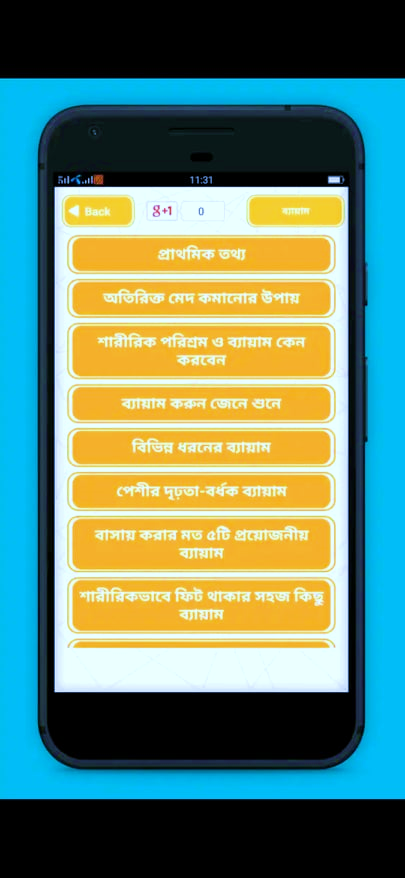 11:31
Back
g+1
0
ব্যায়াম
প্রাথমিক তথ্য
অতিরিক্ত মেদ কমানোর উপায়
শারীরিক পরিশ্রম ও ব্যায়াম কেন
করবেন
ব্যায়াম করুন জেনে শুনে
বিভিন্ন ধরনের ব্যায়াম
পেশীর দৃঢ়তা-বর্ধক ব্যায়াম
বাসায় করার মত ৫টি প্রয়োজনীয়
ব্যায়াম
শারীরিকভাবে ফিট থাকার সহজ কিছু
ব্যায়াম